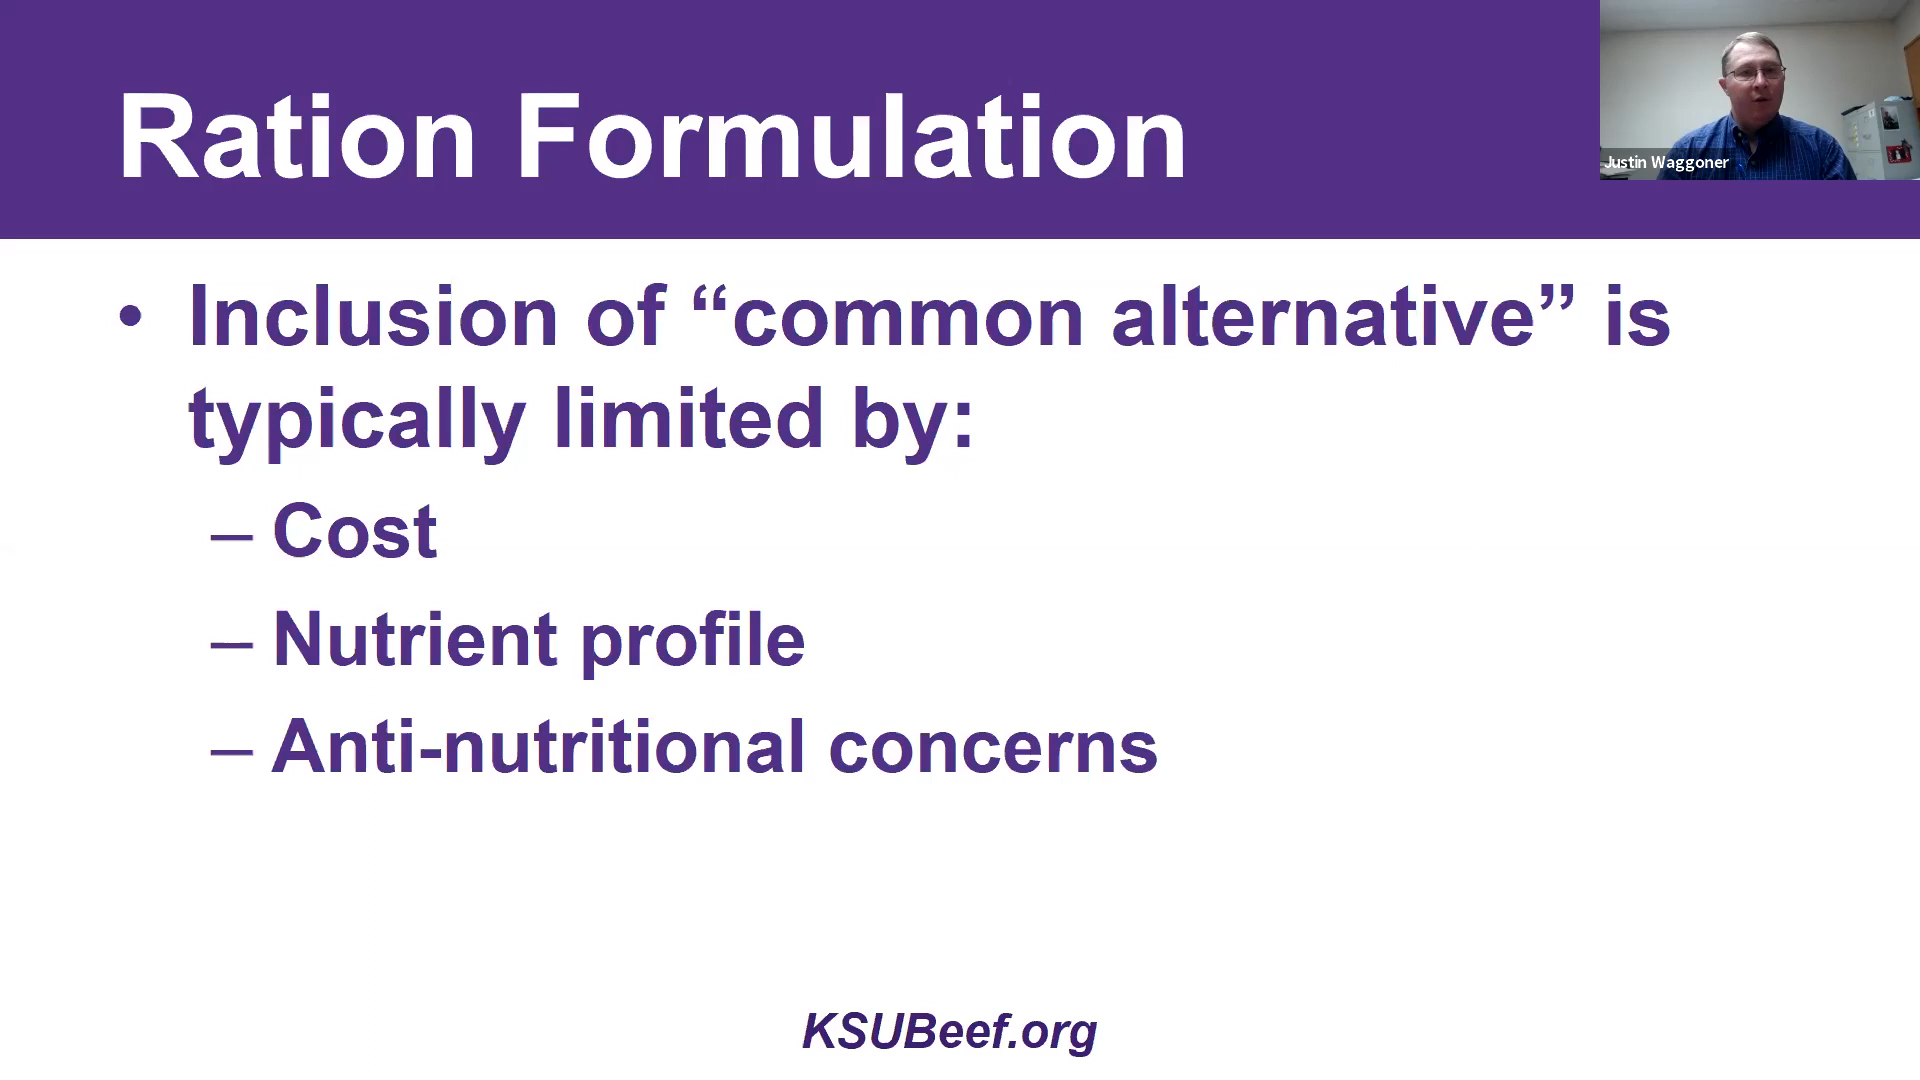 Ration Formulation
Justin Waggoner
• Inclusion of “common alternative” is
typically limited by:
– Cost
– Nutrient profile
– Anti-nutritional concerns
KSUBeef.org